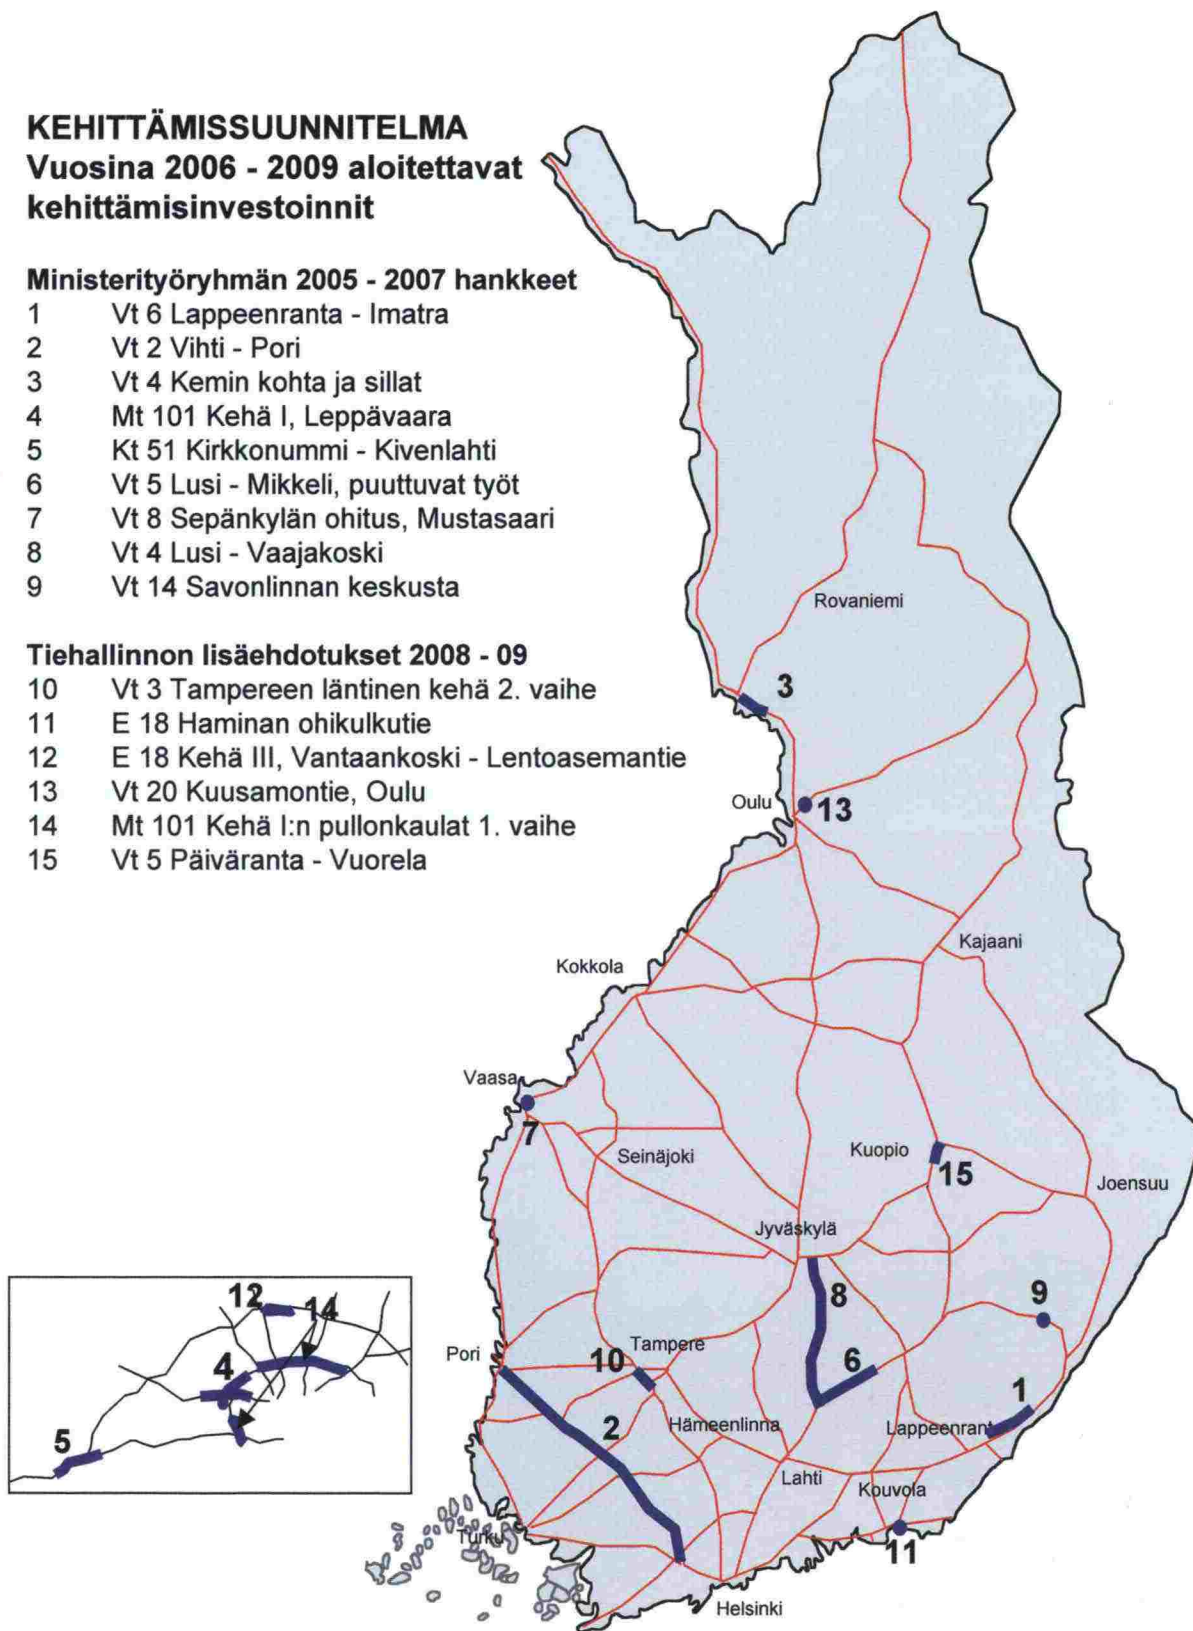 KEHITTÄMISSUUNNITELMA
Vuosina 2006 - 2009 aloitettavat
kehittämisinvestoinnit
Ministerityöryhmän 2005 - 2007 hankkeet
1 Vt 6 Lappeenranta - Imatra
2 Vt 2 Vihti - Pori
3 Vt 4 Kemin kohta ja sillat
4 Mt 101 Kehä I, Leppävaara
5 Kt 51 Kirkkonummi - Kivenlahti
6 Vt 5 Lusi - Mikkeli, puuttuvat työt
7 Vt 8 Sepänkylän ohitus, Mustasaari
8 Vt 4 Lusi - Vaajakoski
9 Vt 14 Savonlinnan keskusta
Tiehallinnon lisäehdotukset 2008 - 09
10 Vt 3 Tampereen läntinen kehä 2. vaihe
11 E 18 Haminan ohikulkutie
12 E 18 Kehä III, Vantaankoski - Lentoasemantie
13 Vt 20 Kuusamontie, Oulu
14 Mt 101 Kehä I:n pullonkaulat 1. vaihe
15 Vt 5 Päiväranta - Vuorela
Rovaniemi
3
Oulu
13
Kajaani
Kokkola
Vaasa
7
Seinäjoki
Kuopio
15
Joensuu
Jyväskylä
8
9
12
14
4
5
Pori
Tampere
10
6
1
2
Hämeenlinna
Lappeenrant
Lahti
Kouvola
Turku
11
Helsinki